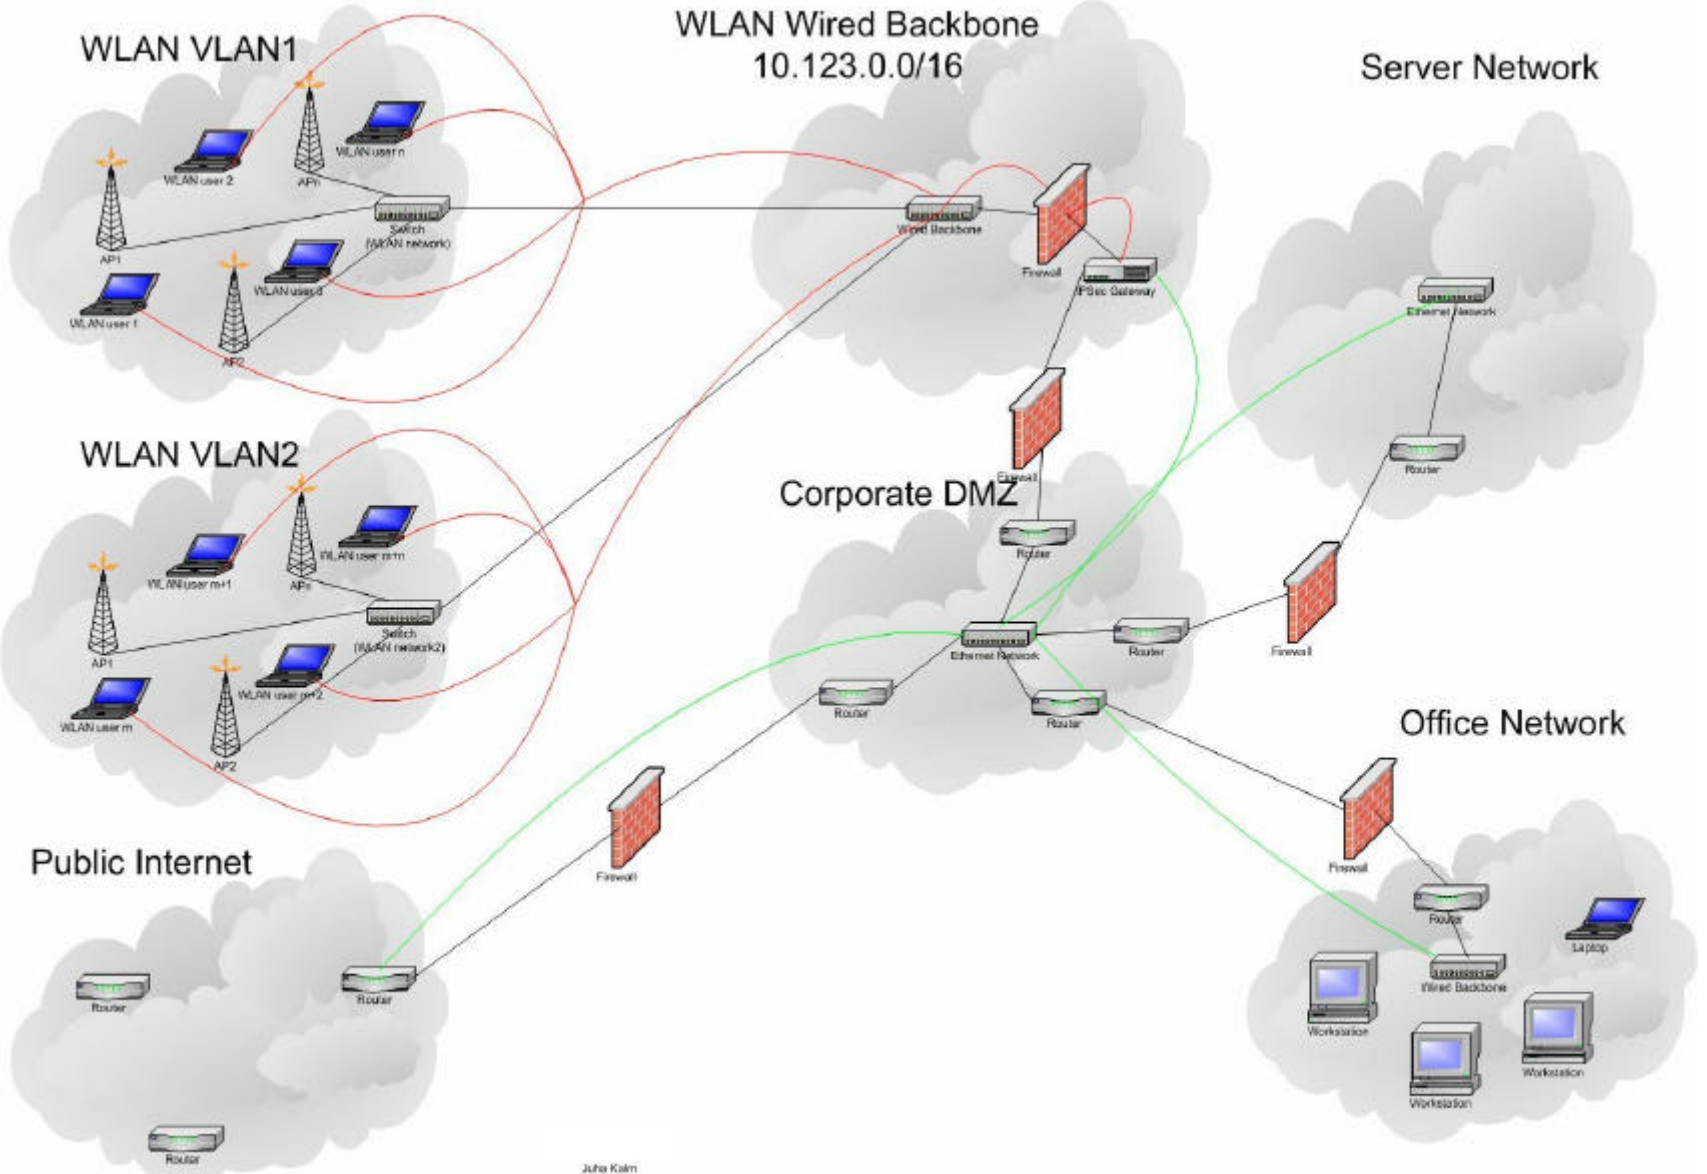 WLAN VLAN1
WLAN user 2
APn
WLAN user n
AP1
Switch
(WLAN network)
WLAN user 1
AP2
WLAN user 3
WLAN Wired Backbone
10.123.0.0/16
Wired Backbone
Firewall
IPSec Gateway
Firewall
Server Network
Ethernet Network
Router
Firewall
WLAN VLAN2
WLAN user m+1
APn
WLAN user m+n
AP1
Switch
(WLAN network2)
WLAN user m
AP2
WLAN user m+2
Corporate DMZ
Router
Ethernet Network
Router
Router
Router
Firewall
Public Internet
Router
Router
Router
Office Network
Firewall
Router
Laptop
Wired Backbone
Workstation
Workstation
Workstation
Juha Kalm